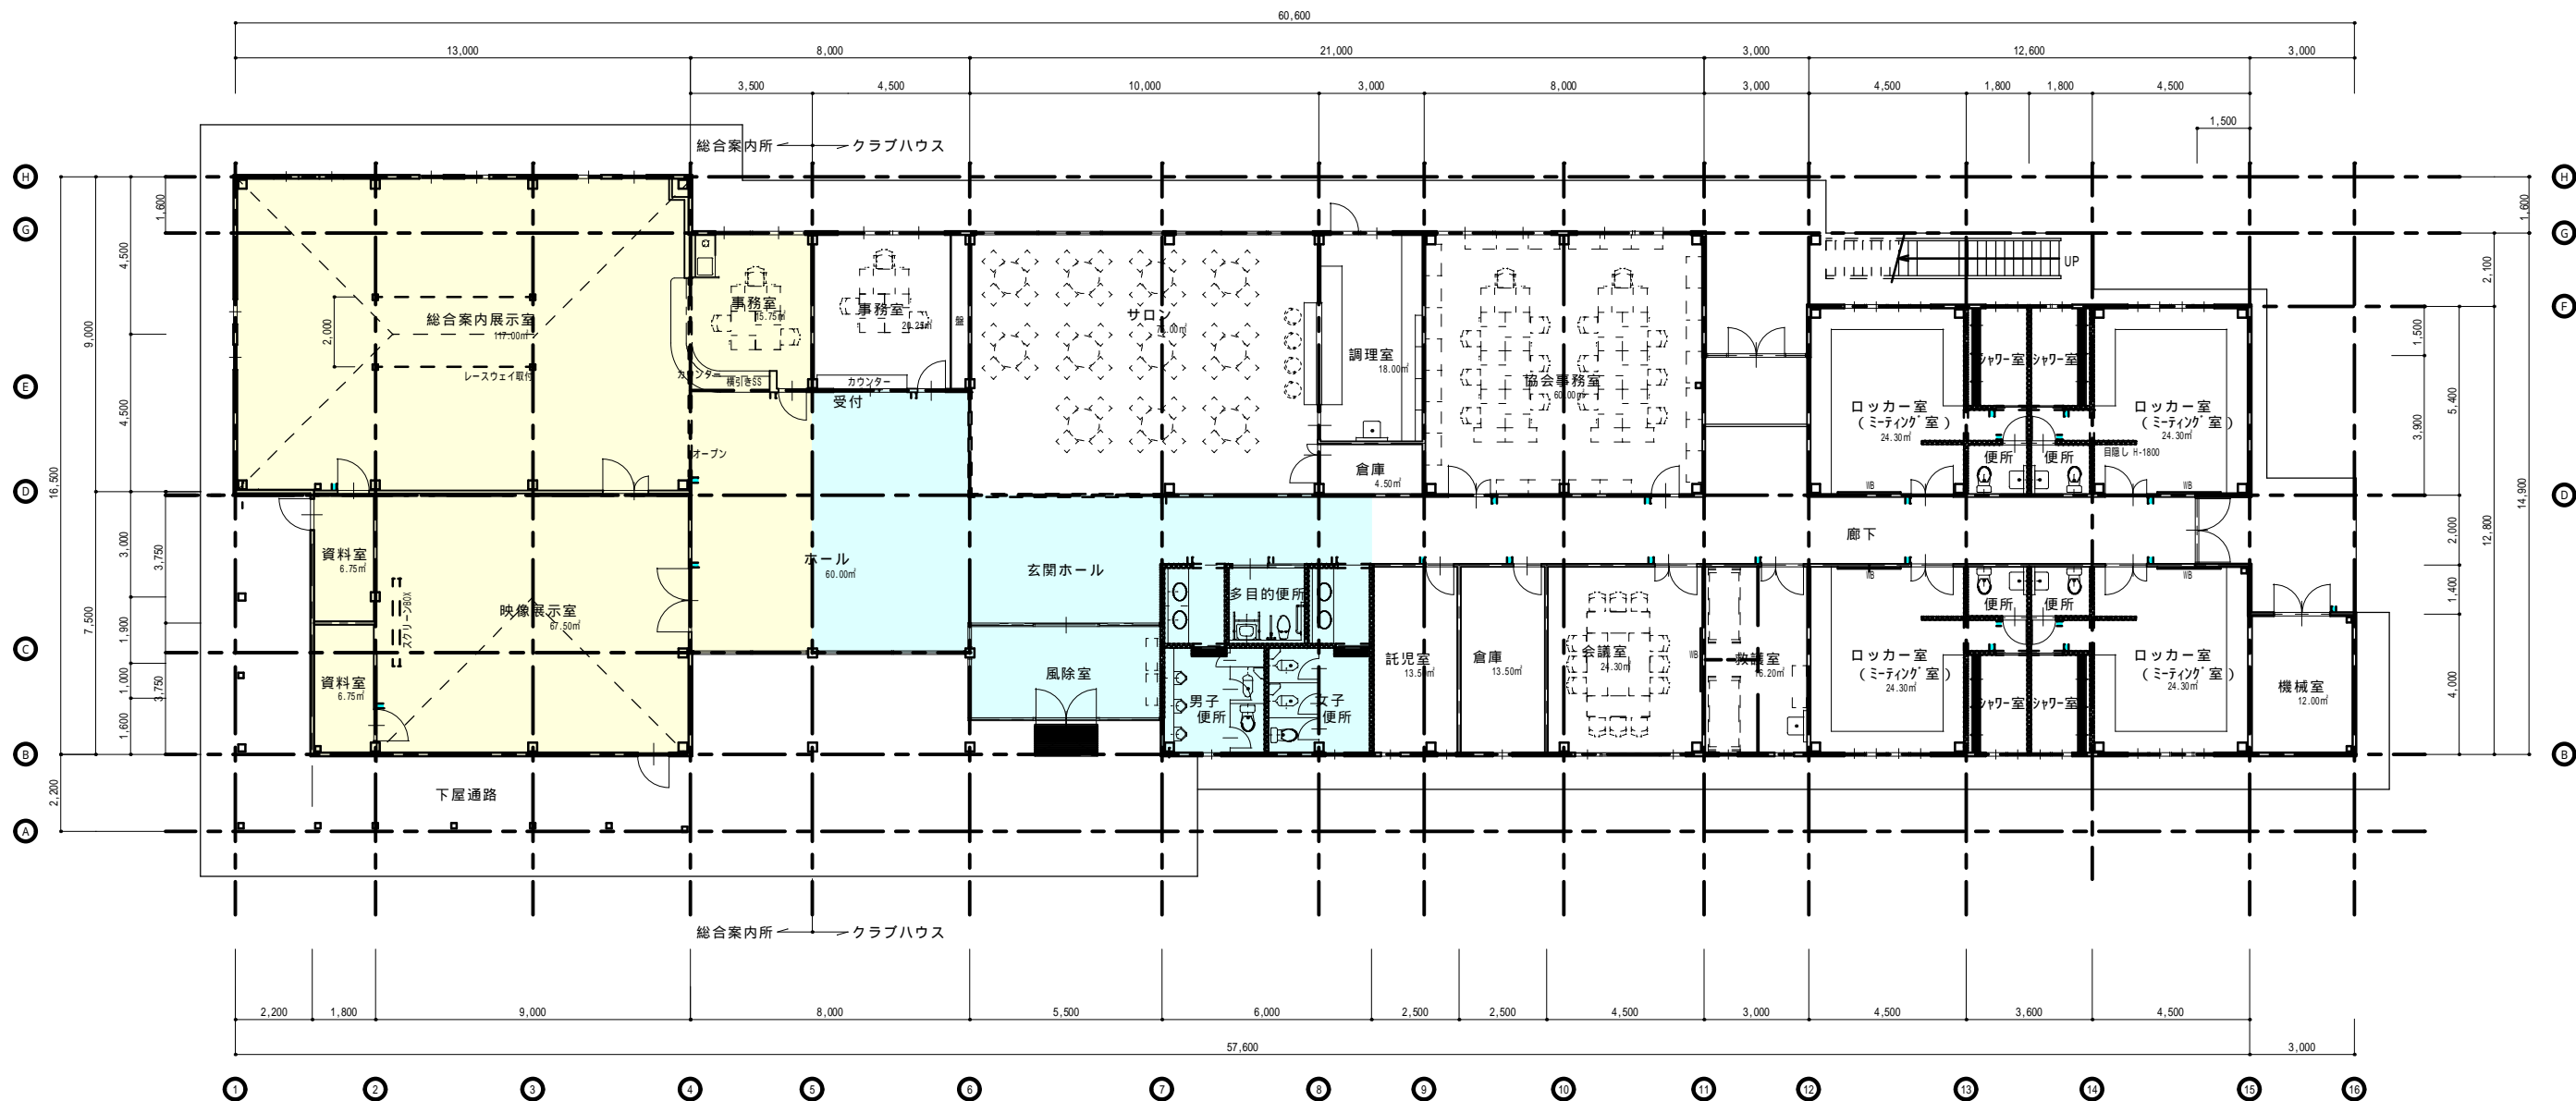 60,600
13,000 8,000 21,000 3,000 12,600 3,000
3,500 4,500 10,000 3,000 8,000 3,000 4,500 1,800 1,800 4,500
1,500
総合案内所 クラブハウス
H H
G G
F
E
D D
C
B B
A
1,600
4,500
9,000
4,500
16,500
3,000
3,750
7,500
1,900
1,000
3,750
1,600
2,200
1,600
2,100
1,500
5,400
3,900
14,900
2,000
12,800
1,400
4,000
総合案内展示室
117.00㎡
2,000
レースウェイ取付
事務室
15.75㎡
カウンター
横引きSS
事務室
20.25㎡
盤
カウンター
受付
オープン
サロン
調理室
18.00㎡
倉庫
4.50㎡
協会事務室
60.00㎡
UP
ロッカー室
(ミーティング室)
24.30㎡
シャワー室 シャワー室
便所 便所
ロッカー室
(ミーティング室)
24.30㎡
目隠し H-1800
WB WB
廊下
資料室
6.75㎡
映像展示室
67.50㎡
スクリーンBOX
資料室
6.75㎡
ホール
60.00㎡
玄関ホール
風除室
多目的便所
男子
便所
女子
便所
託児室
13.50㎡
倉庫
13.50㎡
会議室
24.30㎡
WB
救護室
16.20㎡
WB WB
便所 便所
ロッカー室
(ミーティング室)
24.30㎡
シャワー室 シャワー室
ロッカー室
(ミーティング室)
24.30㎡
機械室
12.00㎡
下屋通路
総合案内所 クラブハウス
2,200 1,800 9,000 8,000 5,500 6,000 2,500 2,500 4,500 3,000 4,500 3,600 4,500
57,600 3,000
1 2 3 4 5 6 7 8 9 10 11 12 13 14 15 16